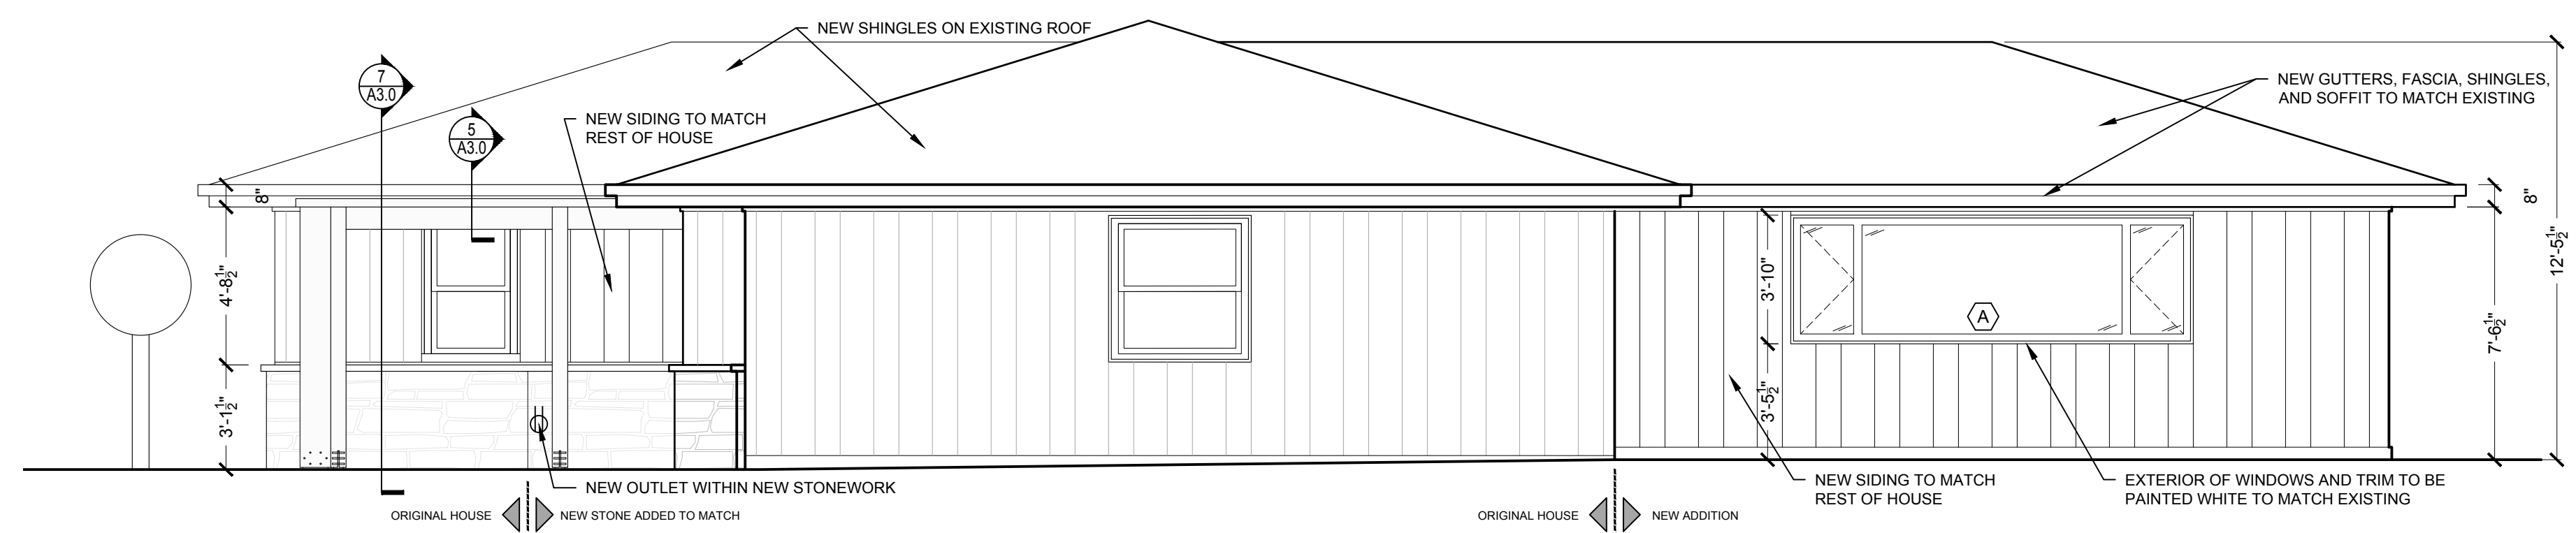 NEW SHINGLES ON EXISTING ROOF
7
A3.0
5
A3.0
NEW SIDING TO MATCH
REST OF HOUSE
NEW GUTTERS, FASCIA, SHINGLES,
AND SOFFIT TO MATCH EXISTING
8"
4'-8½"
3'-1½"
3'-10"
3'-5½"
A
8"
7'-6½"
12'-5½"
NEW OUTLET WITHIN NEW STONEWORK
ORIGINAL HOUSE
NEW STONE ADDED TO MATCH
ORIGINAL HOUSE
NEW ADDITION
NEW SIDING TO MATCH
REST OF HOUSE
EXTERIOR OF WINDOWS AND TRIM TO BE
PAINTED WHITE TO MATCH EXISTING